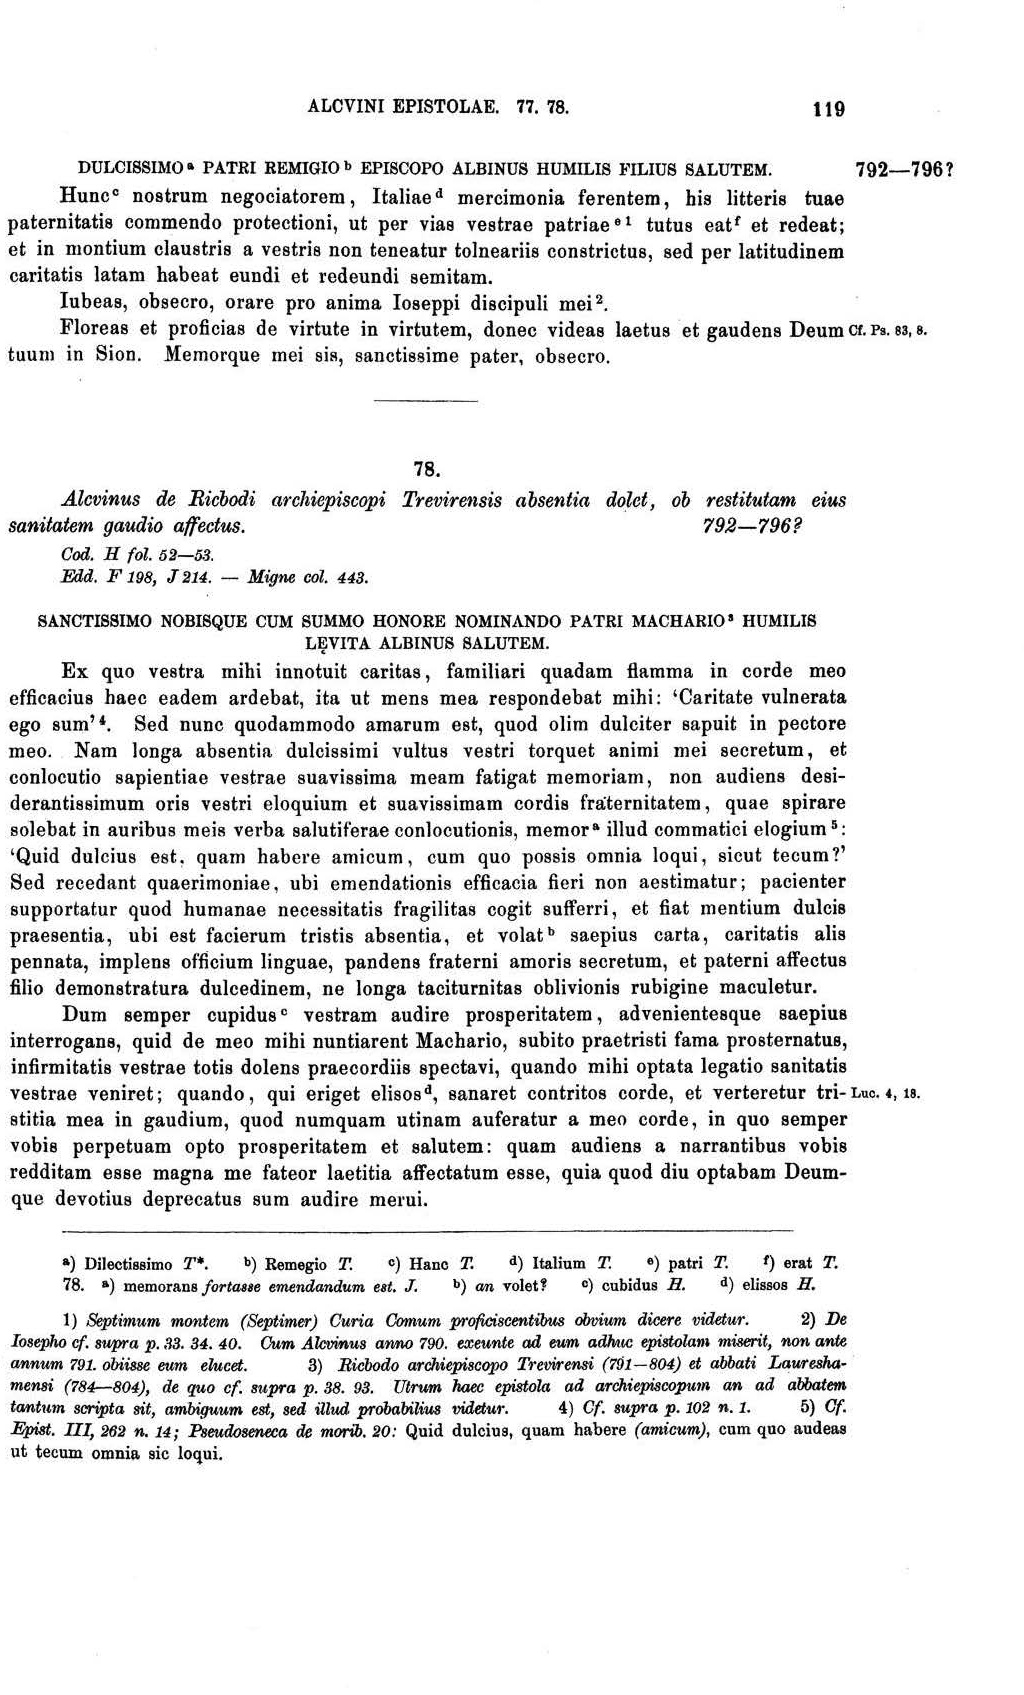 ALCVINI EPISTOLAE. 77. 78. 119
DULCISSIMOᵃ PATRI REMIGIOᵇ EPISCOPO ALBINUS HUMILIS FILIUS SALUTEM. 792—796?
Huncᶜ nostrum negociatorem, Italiaeᵈ mercimonia ferentem, his litteris tuae
paternitatis commendo protectioni, ut per vias vestrae patriaeᵉ ¹ tutus eatᶠ et redeat;
et in montium claustris a vestris non teneatur tolneariis constrictus, sed per latitudinem
caritatis latam habeat eundi et redeundi semitam.
Iubeas, obsecro, orare pro anima Ioseppi discipuli mei².
Floreas et proficias de virtute in virtutem, donec videas laetus et gaudens Deum Cf. Ps. 83, 8.
tuum in Sion. Memorque mei sis, sanctissime pater, obsecro.
78.
Alcvinus de Ricbodi archiepiscopi Trevirensis absentia dolet, ob restitutam eius
sanitatem gaudio affectus. 792—796?
Cod. H fol. 52—53.
Edd. F 198, J 214. — Migne col. 443.
SANCTISSIMO NOBISQUE CUM SUMMO HONORE NOMINANDO PATRI MACHARIO³ HUMILIS
LĘVITA ALBINUS SALUTEM.
Ex quo vestra mihi innotuit caritas, familiari quadam flamma in corde meo
efficacius haec eadem ardebat, ita ut mens mea respondebat mihi: ‘Caritate vulnerata
ego sum’⁴. Sed nunc quodammodo amarum est, quod olim dulciter sapuit in pectore
meo. Nam longa absentia dulcissimi vultus vestri torquet animi mei secretum, et
conlocutio sapientiae vestrae suavissima meam fatigat memoriam, non audiens desi-
derantissimum oris vestri eloquium et suavissimam cordis fraternitatem, quae spirare
solebat in auribus meis verba salutiferae conlocutionis, memorᵃ illud commatici elogium⁵:
‘Quid dulcius est, quam habere amicum, cum quo possis omnia loqui, sicut tecum?’
Sed recedant quaerimoniae, ubi emendationis efficacia fieri non aestimatur; pacienter
supportatur quod humanae necessitatis fragilitas cogit sufferri, et fiat mentium dulcis
praesentia, ubi est facierum tristis absentia, et volatᵇ saepius carta, caritatis alis
pennata, implens officium linguae, pandens fraterni amoris secretum, et paterni affectus
filio demonstratura dulcedinem, ne longa taciturnitas oblivionis rubigine maculetur.
Dum semper cupidusᶜ vestram audire prosperitatem, advenientesque saepius
interrogans, quid de meo mihi nuntiarent Machario, subito praetristi fama prosternatus,
infirmitatis vestrae totis dolens praecordiis spectavi, quando mihi optata legatio sanitatis
vestrae veniret; quando, qui eriget elisosᵈ, sanaret contritos corde, et verteretur tri- Luc. 4, 18.
stitia mea in gaudium, quod numquam utinam auferatur a meo corde, in quo semper
vobis perpetuam opto prosperitatem et salutem: quam audiens a narrantibus vobis
redditam esse magna me fateor laetitia affectatum esse, quia quod diu optabam Deum-
que devotius deprecatus sum audire merui.
ᵃ) Dilectissimo T*. ᵇ) Remegio T. ᶜ) Hanc T. ᵈ) Italium T. ᵉ) patri T. ᶠ) erat T.
78. ᵃ) memorans fortasse emendandum est. J. ᵇ) an volet? ᶜ) cubidus H. ᵈ) elissos H.
1) Septimum montem (Septimer) Curia Comum proficiscentibus obvium dicere videtur. 2) De
Iosepho cf. supra p. 33. 34. 40. Cum Alcvinus anno 790. exeunte ad eum adhuc epistolam miserit, non ante
annum 791. obiisse eum elucet. 3) Ricbodo archiepiscopo Trevirensi (791—804) et abbati Lauresha-
mensi (784—804), de quo cf. supra p. 38. 93. Utrum haec epistola ad archiepiscopum an ad abbatem
tantum scripta sit, ambiguum est, sed illud probabilius videtur. 4) Cf. supra p. 102 n. 1. 5) Cf.
Epist. III, 262 n. 14; Pseudoseneca de morib. 20: Quid dulcius, quam habere (amicum), cum quo audeas
ut tecum omnia sic loqui.